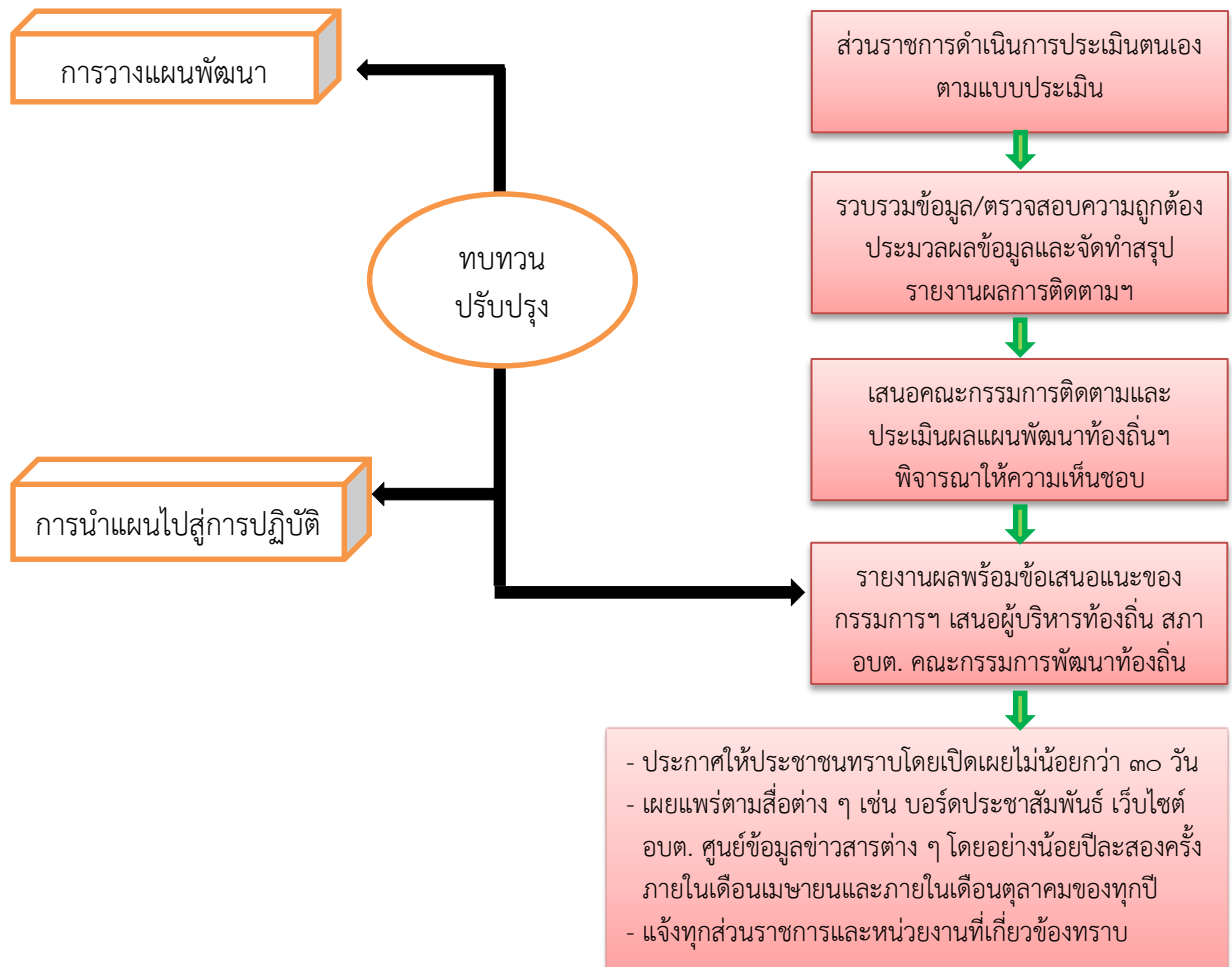 การวางแผนพัฒนา
ทบทวน
ปรับปรุง
การนำแผนไปสู่การปฏิบัติ
ส่วนราชการดำเนินการประเมินตนเอง
ตามแบบประเมิน
รวบรวมข้อมูล/ตรวจสอบความถูกต้อง
ประมวลผลข้อมูลและจัดทำสรุป
รายงานผลการติดตามฯ
เสนอคณะกรรมการติดตามและ
ประเมินผลแผนพัฒนาท้องถิ่นฯ
พิจารณาให้ความเห็นชอบ
รายงานผลพร้อมข้อเสนอแนะของ
กรรมการฯ เสนอผู้บริหารท้องถิ่น สภา
อบต. คณะกรรมการพัฒนาท้องถิ่น
- ประกาศให้ประชาชนทราบโดยเปิดเผยไม่น้อยกว่า ๓๐ วัน
- เผยแพร่ตามสื่อต่าง ๆ เช่น บอร์ดประชาสัมพันธ์ เว็บไซต์
อบต. ศูนย์ข้อมูลข่าวสารต่าง ๆ โดยอย่างน้อยปีละสองครั้ง
ภายในเดือนเมษายนและภายในเดือนตุลาคมของทุกปี
- แจ้งทุกส่วนราชการและหน่วยงานที่เกี่ยวข้องทราบ